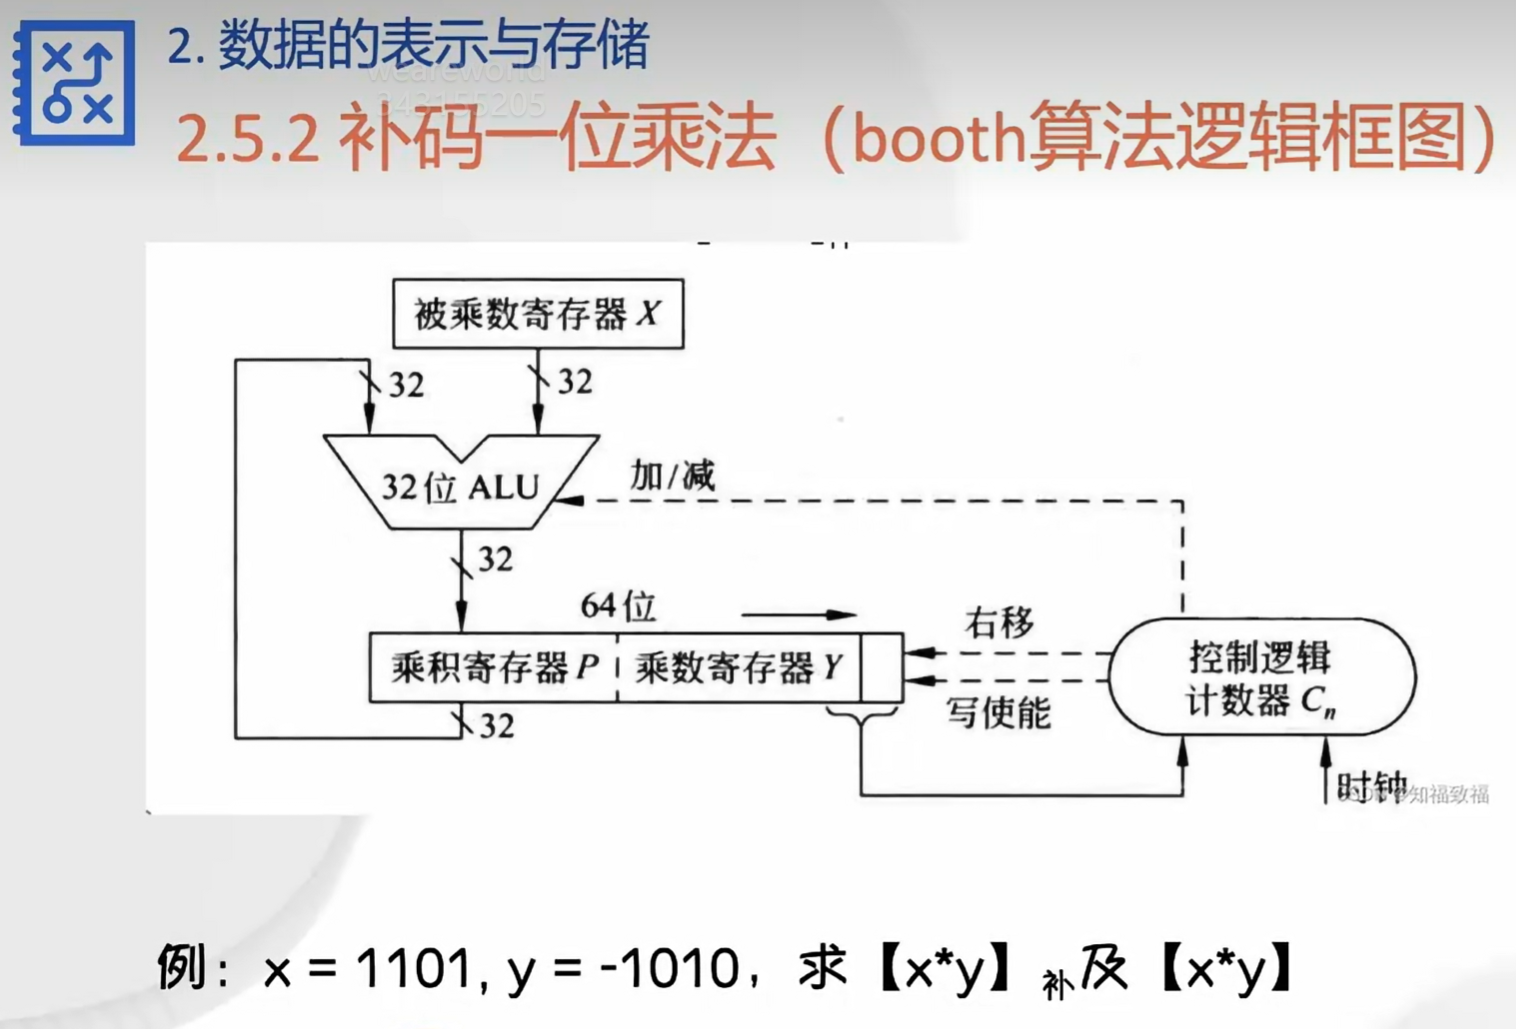 2. 数据的表示与存储
weareworld
343155205
2.5.2 补码一位乘法（booth算法逻辑框图）
被乘数寄存器 X
32
32
32位 ALU
加/减
32
64位
乘积寄存器 P
乘数寄存器 Y
右移
写使能
控制逻辑
计数器 Cn
32
时钟
CSDN @知福致福
例：x = 1101, y = -1010，求【x*y】补及【x*y】